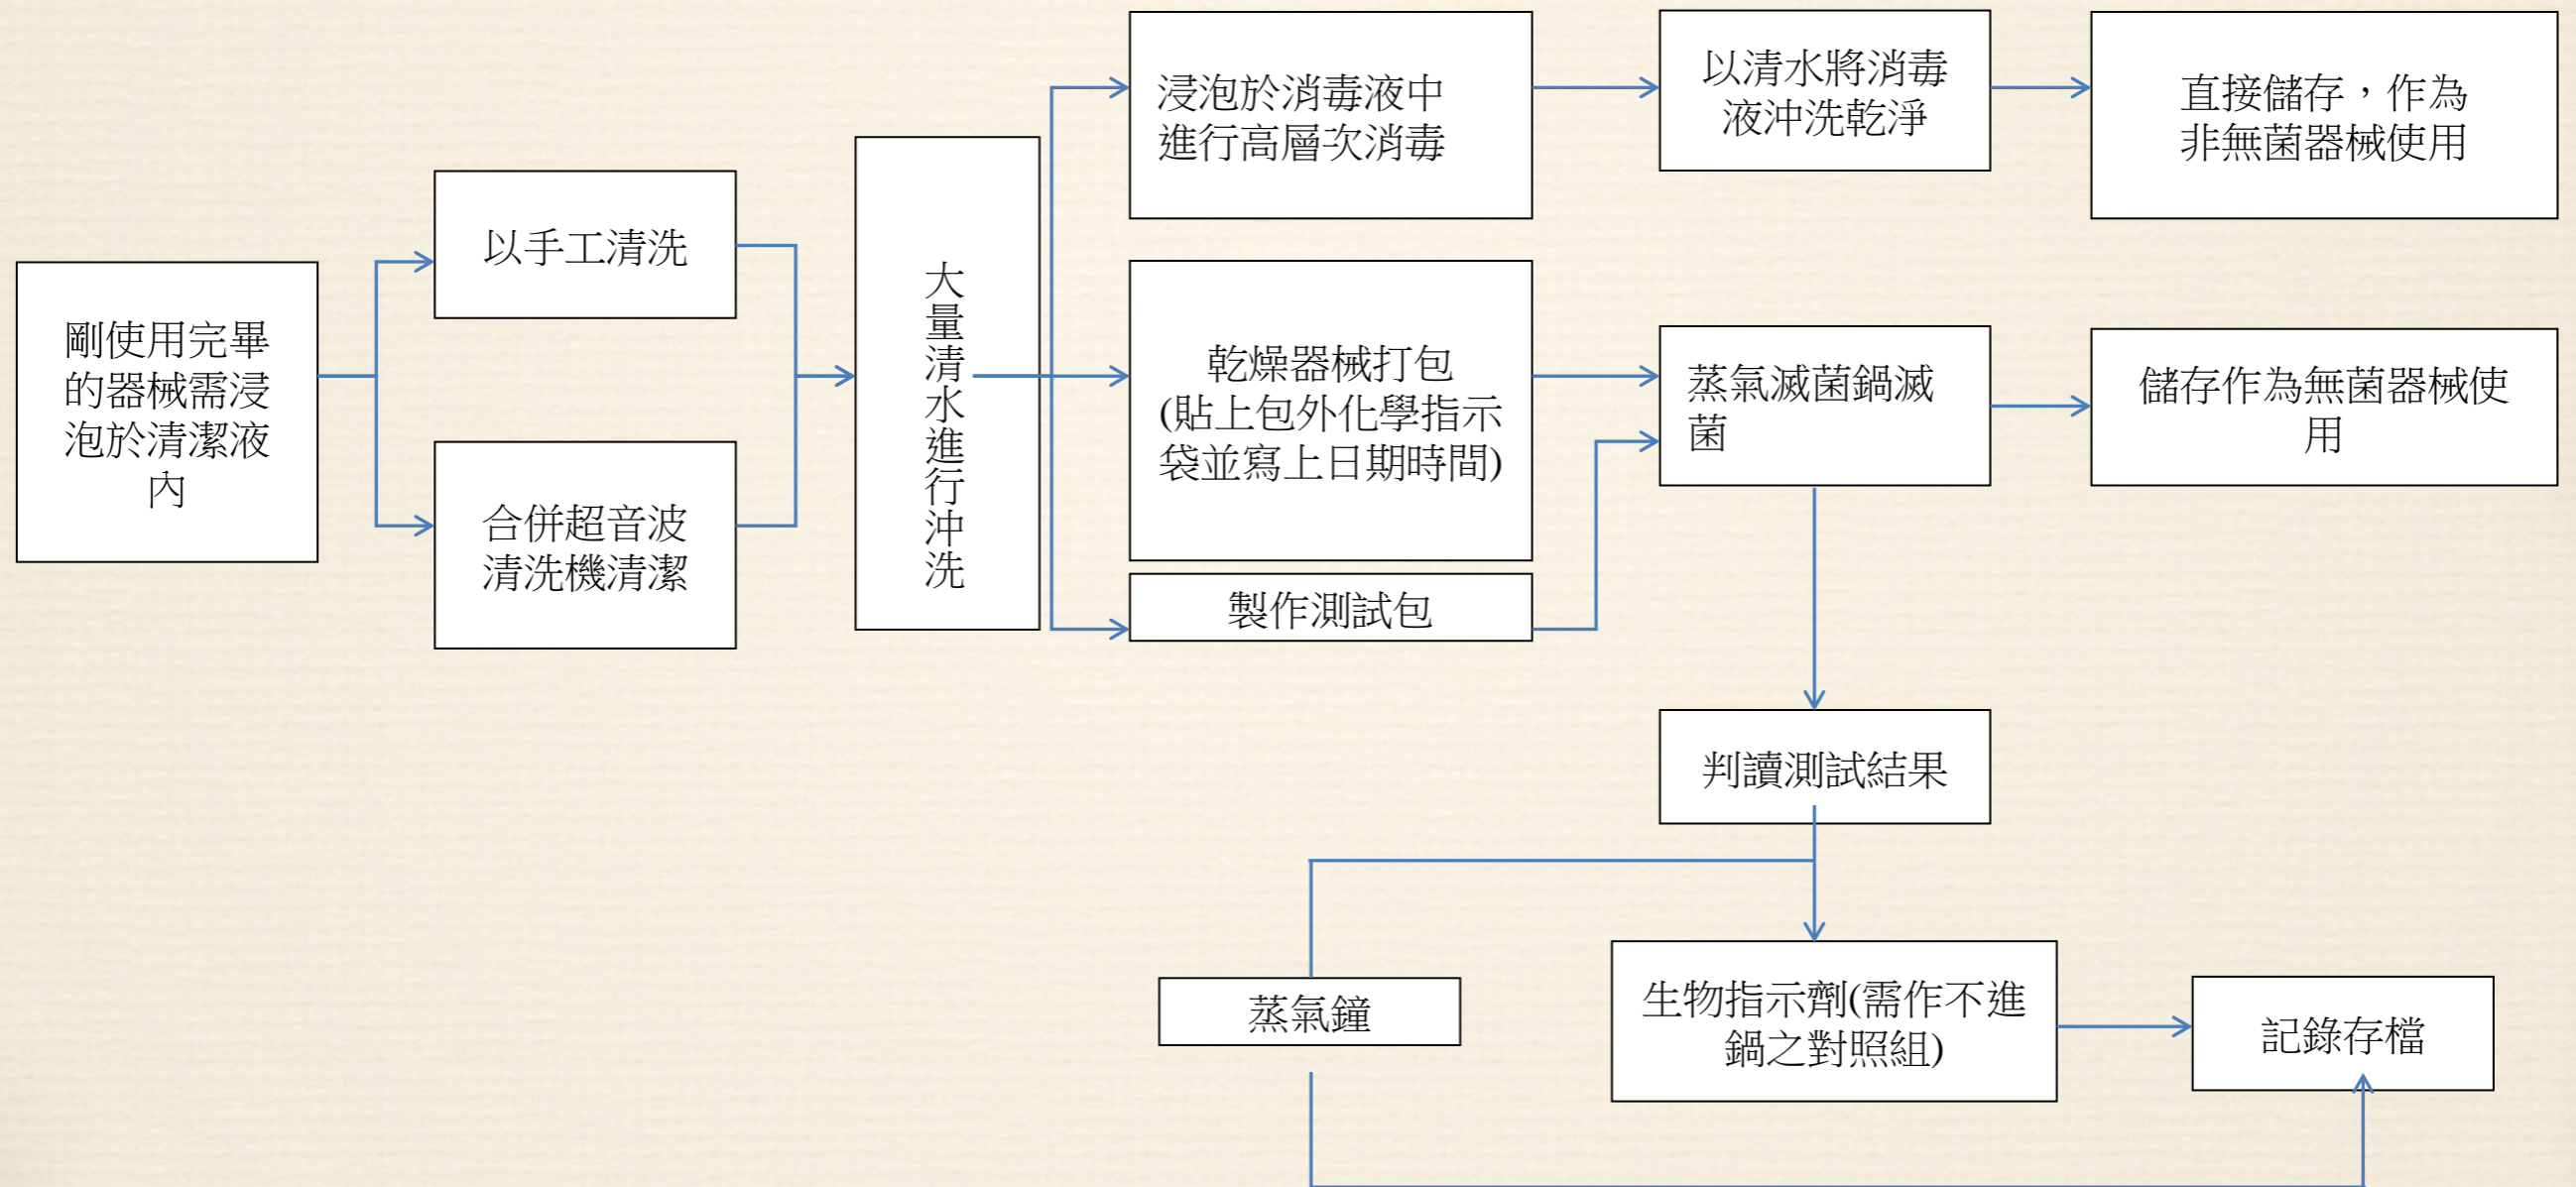 剛使用完畢
的器械需浸
泡於清潔液
內
以手工清洗
合併超音波
清洗機清潔
大量清水進行沖洗
浸泡於消毒液中
進行高層次消毒
以清水將消毒
液沖洗乾淨
直接儲存，作為
非無菌器械使用
乾燥器械打包
(貼上包外化學指示
袋並寫上日期時間)
製作測試包
蒸氣滅菌鍋滅
菌
儲存作為無菌器械使
用
判讀測試結果
蒸氣鐘
生物指示劑(需作不進
鍋之對照組)
記錄存檔